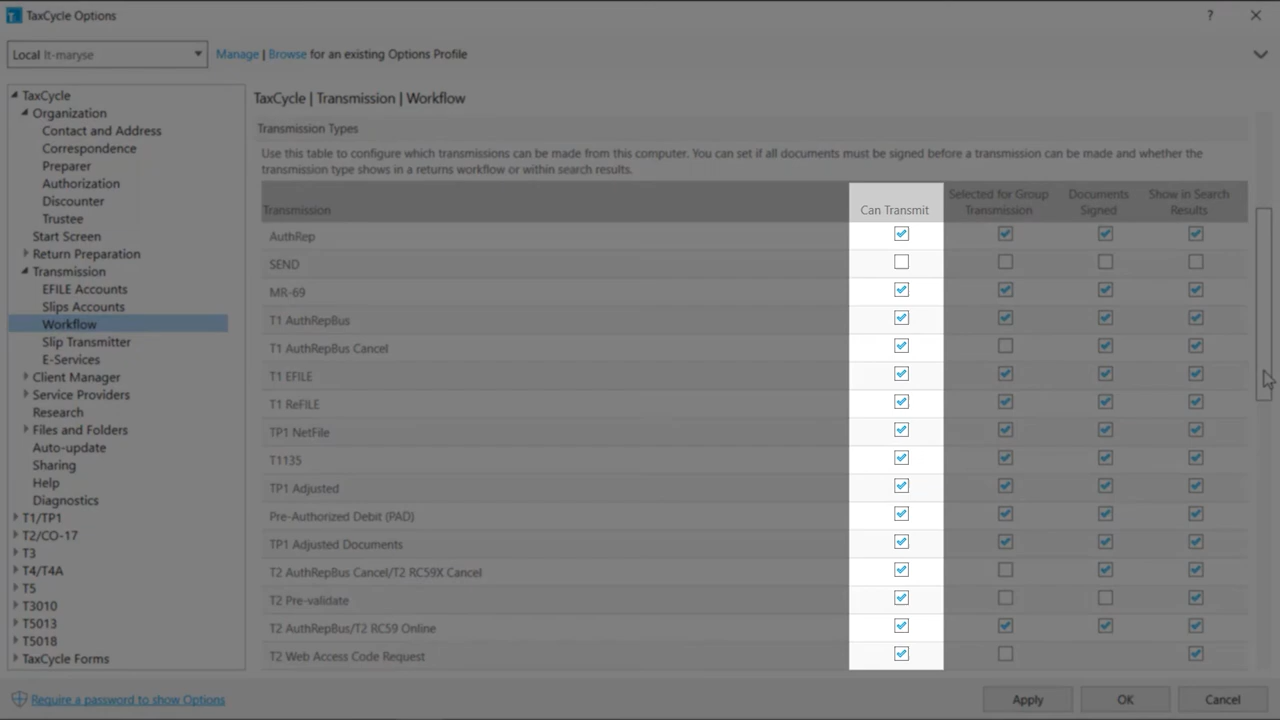 TaxCycle Options
?
Local lt-maryse
Manage | Browse for an existing Options Profile
TaxCycle
Organization
Contact and Address
Correspondence
Preparer
Authorization
Discounter
Trustee
Start Screen
Return Preparation
Transmission
EFILE Accounts
Slips Accounts
Workflow
Slip Transmitter
E-Services
Client Manager
Service Providers
Research
Files and Folders
Auto-update
Sharing
Help
Diagnostics
T1/TP1
T2/CO-17
T3
T4/T4A
T5
T3010
T5013
T5018
TaxCycle Forms
TaxCycle | Transmission | Workflow
Transmission Types
Use this table to configure which transmissions can be made from this computer. You can set if all documents must be signed before a transmission can be made and whether the
transmission type shows in a returns workflow or within search results.
Transmission
Can Transmit
Selected for Group
Transmission
Documents
Signed
Show in Search
Results
AuthRep
SEND
MR-69
T1 AuthRepBus
T1 AuthRepBus Cancel
T1 EFILE
T1 ReFILE
TP1 NetFile
T1135
TP1 Adjusted
Pre-Authorized Debit (PAD)
TP1 Adjusted Documents
T2 AuthRepBus Cancel/T2 RC59X Cancel
T2 Pre-validate
T2 AuthRepBus/T2 RC59 Online
T2 Web Access Code Request
Require a password to show Options
Apply
OK
Cancel